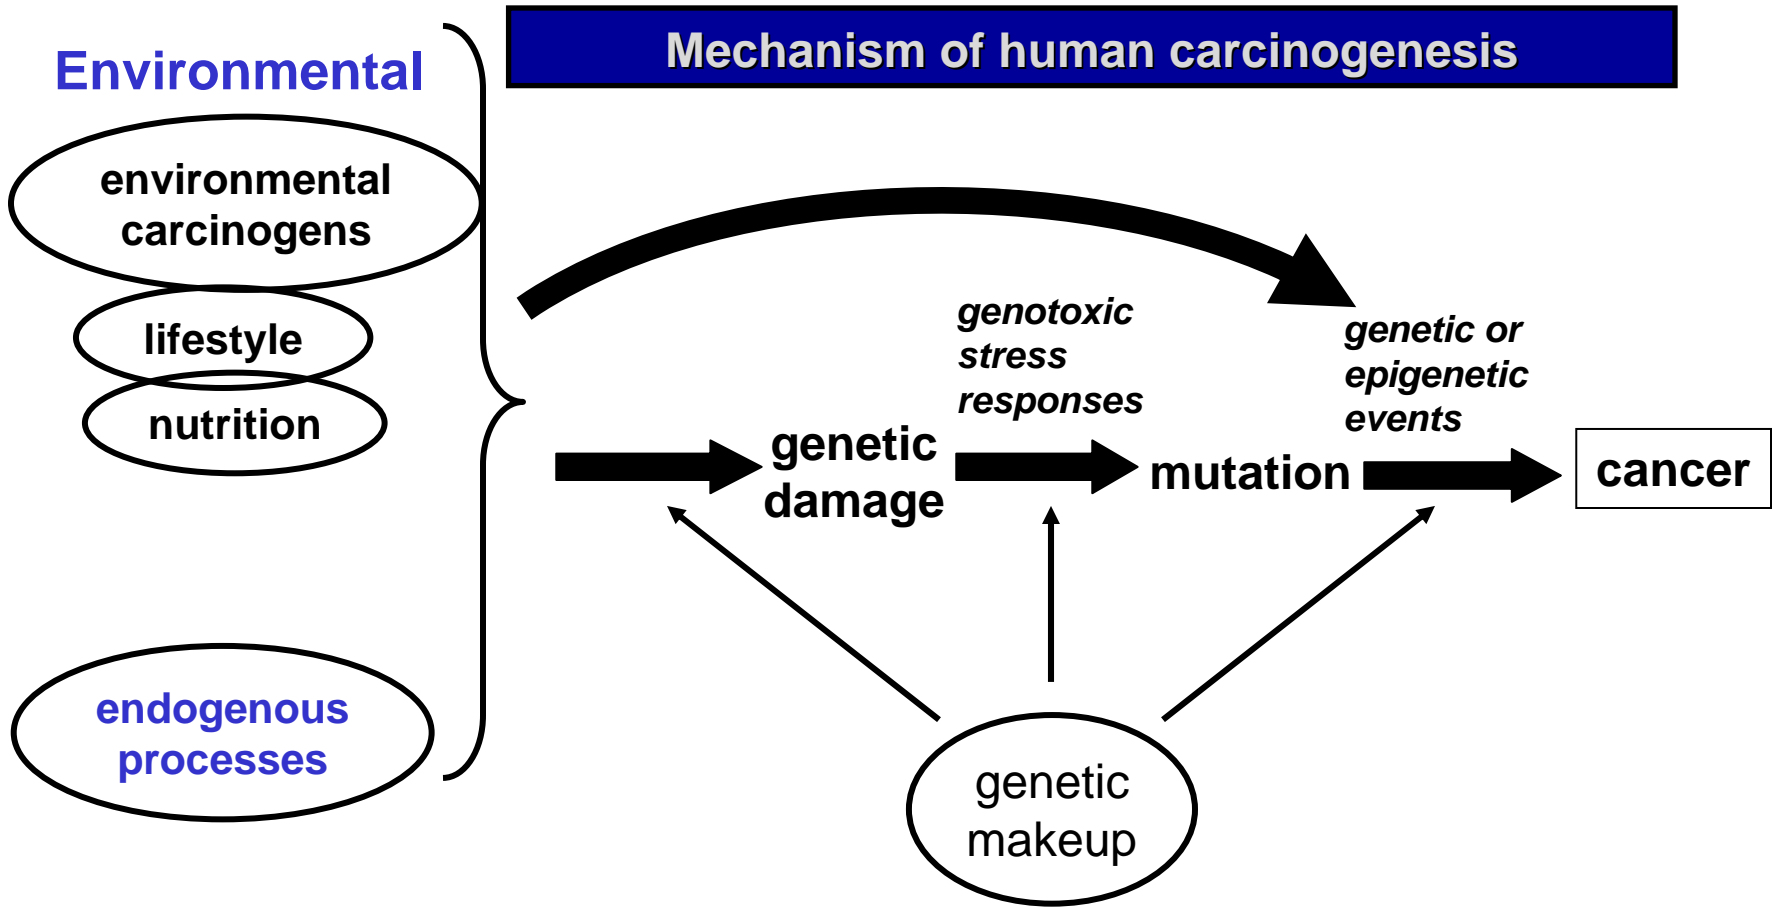 Mechanism of human carcinogenesis
Environmental
environmental
carcinogens
lifestyle
nutrition
endogenous
processes
genetic
damage
genotoxic
stress
responses
mutation
genetic or
epigenetic
events
cancer
genetic
makeup